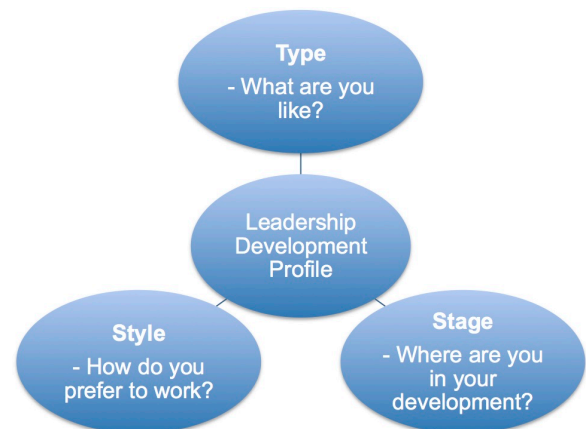 Type
- What are you
like?
Leadership
Development
Profile
Style
- How do you
prefer to work?
Stage
- Where are you
in your
development?